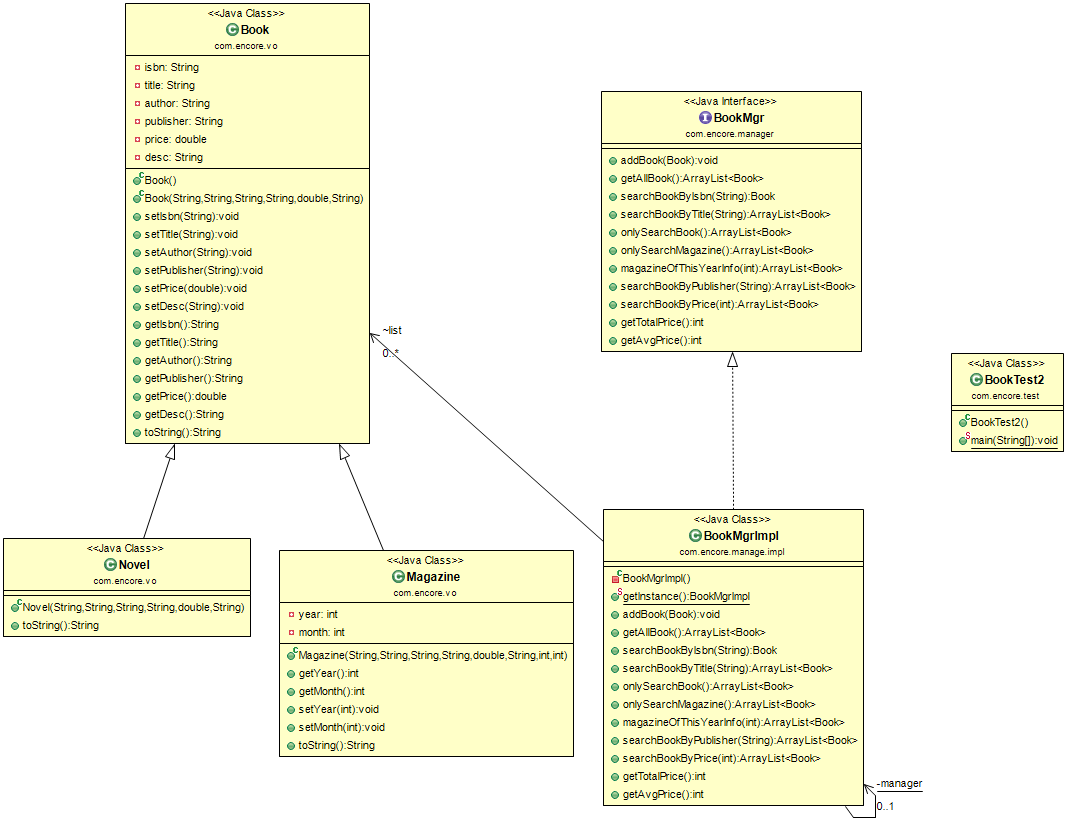 <<Java Class>>
Book
com.encore.vo
isbn: String
title: String
author: String
publisher: String
price: double
desc: String
Book()
Book(String,String,String,String,double,String)
setIsbn(String):void
setTitle(String):void
setAuthor(String):void
setPublisher(String):void
setPrice(double):void
setDesc(String):void
getIsbn():String
getTitle():String
getAuthor():String
getPublisher():String
getPrice():double
getDesc():String
toString():String
<<Java Interface>>
BookMgr
com.encore.manager
addBook(Book):void
getAllBook():ArrayList<Book>
searchBookByIsbn(String):Book
searchBookByTitle(String):ArrayList<Book>
onlySearchBook():ArrayList<Book>
onlySearchMagazine():ArrayList<Book>
magazineOfThisYearInfo(int):ArrayList<Book>
searchBookByPublisher(String):ArrayList<Book>
searchBookByPrice(int):ArrayList<Book>
getTotalPrice():int
getAvgPrice():int
~list
0..*
<<Java Class>>
BookTest2
com.encore.test
BookTest2()
main(String[]):void
<<Java Class>>
Novel
com.encore.vo
Novel(String,String,String,String,double,String)
toString():String
<<Java Class>>
Magazine
com.encore.vo
year: int
month: int
Magazine(String,String,String,String,double,String,int,int)
getYear():int
getMonth():int
setYear(int):void
setMonth(int):void
toString():String
<<Java Class>>
BookMgrImpl
com.encore.manage.impl
BookMgrImpl()
getInstance():BookMgrImpl
addBook(Book):void
getAllBook():ArrayList<Book>
searchBookByIsbn(String):Book
searchBookByTitle(String):ArrayList<Book>
onlySearchBook():ArrayList<Book>
onlySearchMagazine():ArrayList<Book>
magazineOfThisYearInfo(int):ArrayList<Book>
searchBookByPublisher(String):ArrayList<Book>
searchBookByPrice(int):ArrayList<Book>
getTotalPrice():int
getAvgPrice():int
-manager
0..1